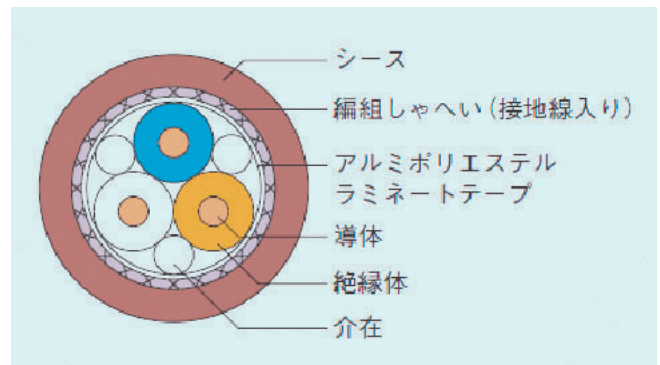 シース
編組しゃへい（接地線入り）
アルミポリエステル
ラミネートテープ
導体
絶縁体
介在